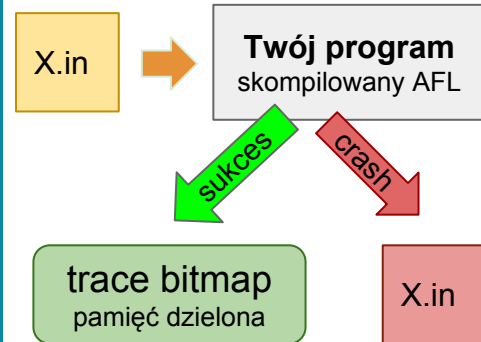 X.in
Twój program
skompilowany AFL
sukces
crash
trace bitmap
pamięć dzielona
X.in